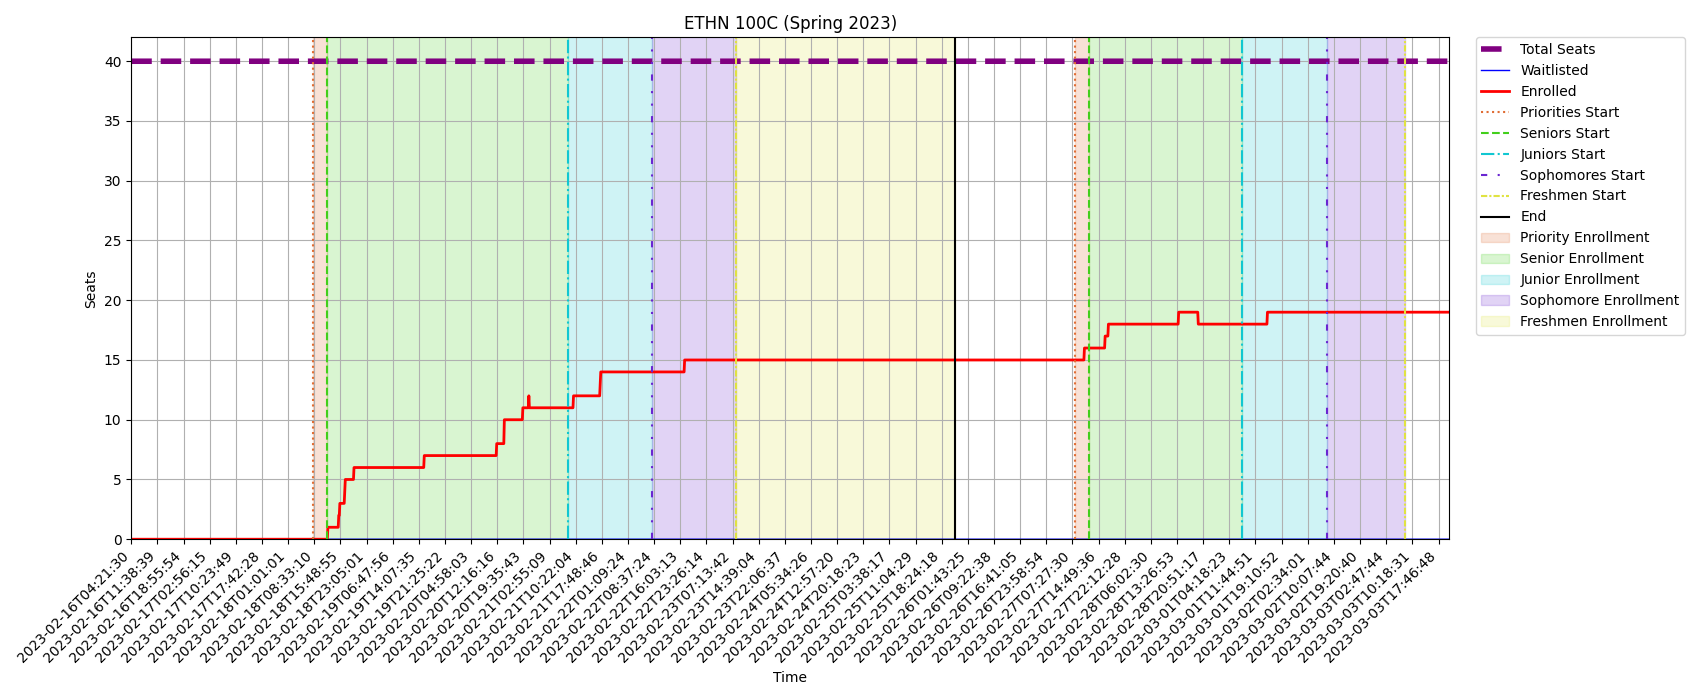 ETHN 100C (Spring 2023)
Total Seats
Waitlisted
Enrolled
Priorities Start
Seniors Start
Juniors Start
Sophomores Start
Freshmen Start
End
Priority Enrollment
Senior Enrollment
Junior Enrollment
Sophomore Enrollment
Freshmen Enrollment
Seats
40
35
30
25
20
15
10
5
0
2023-02-16T04:21:30
2023-02-16T11:38:39
2023-02-16T18:55:54
2023-02-17T02:56:15
2023-02-17T10:23:49
2023-02-17T17:42:28
2023-02-18T01:01:01
2023-02-18T08:33:10
2023-02-18T15:48:55
2023-02-18T23:05:01
2023-02-19T06:47:56
2023-02-19T14:07:35
2023-02-19T21:25:22
2023-02-20T04:58:03
2023-02-20T12:16:16
2023-02-20T19:35:43
2023-02-21T02:55:09
2023-02-21T10:22:04
2023-02-21T17:48:46
2023-02-22T01:09:24
2023-02-22T08:37:24
2023-02-22T16:03:13
2023-02-22T23:26:14
2023-02-23T07:13:42
2023-02-23T14:39:04
2023-02-23T22:06:37
2023-02-24T05:34:26
2023-02-24T12:57:20
2023-02-24T20:18:23
2023-02-25T03:38:17
2023-02-25T11:04:29
2023-02-25T18:24:18
2023-02-26T01:43:25
2023-02-26T09:22:38
2023-02-26T16:41:05
2023-02-26T23:58:54
2023-02-27T07:27:30
2023-02-27T14:49:36
2023-02-27T22:12:28
2023-02-28T06:02:30
2023-02-28T13:26:53
2023-02-28T20:51:17
2023-03-01T04:18:23
2023-03-01T11:44:51
2023-03-01T19:10:52
2023-03-02T02:34:01
2023-03-02T10:07:44
2023-03-02T19:20:40
2023-03-03T02:47:44
2023-03-03T10:18:31
2023-03-03T17:46:48
Time